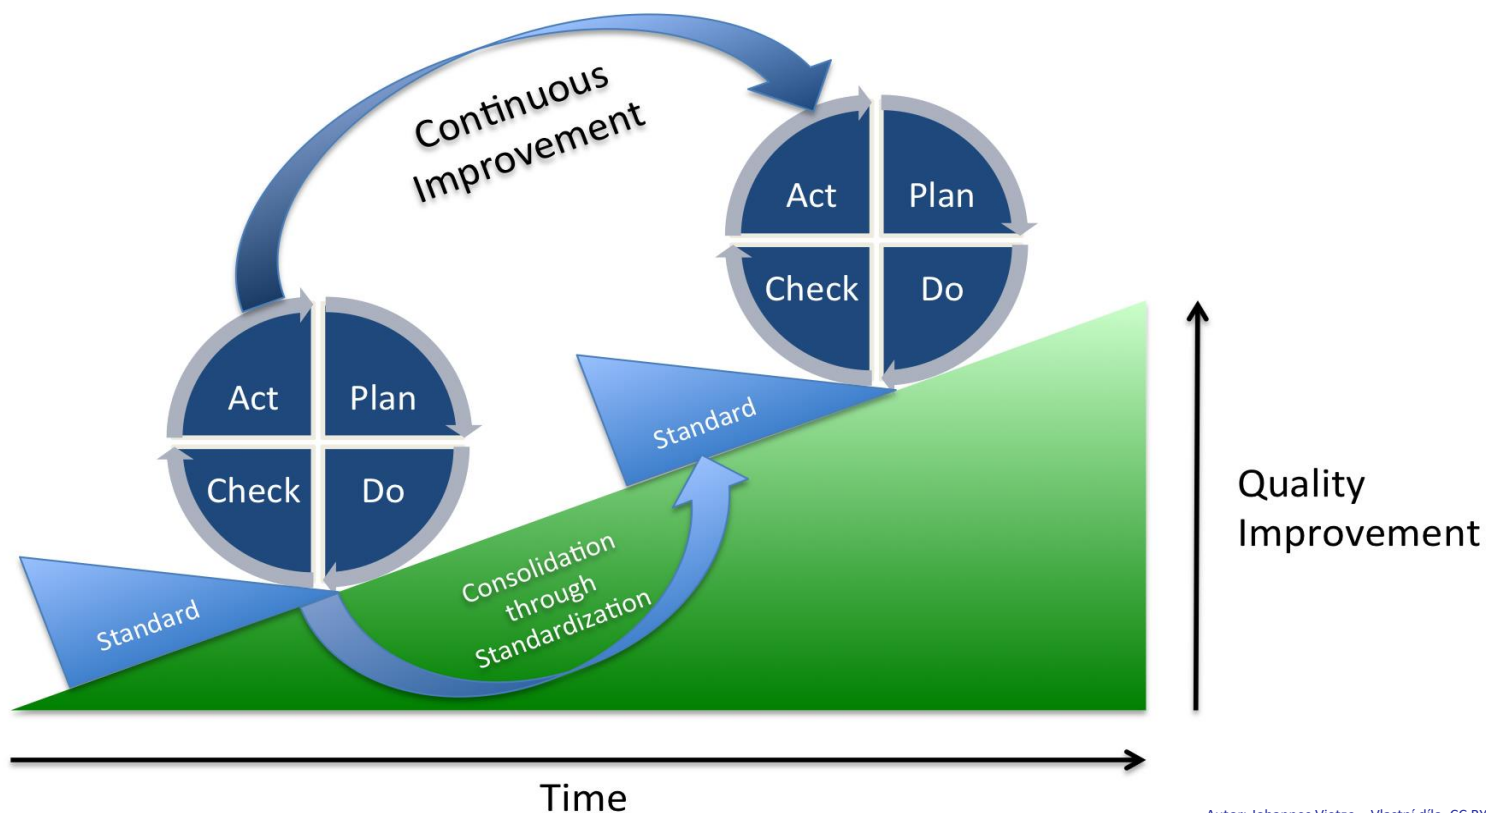 Continuous
Improvement
Act
Plan
Check
Do
Act
Plan
Check
Do
Standard
Standard
Consolidation
through
Standardization
Quality
Improvement
Time